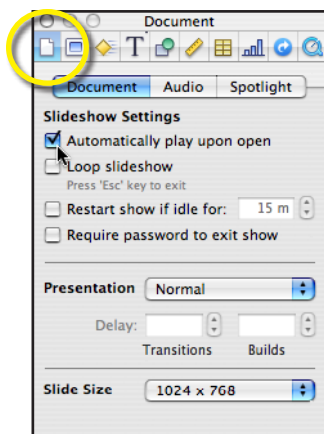 Document
T
Document Audio Spotlight
Slideshow Settings
Automatically play upon open
Loop slideshow
Press 'Esc' key to exit
Restart show if idle for: 15 m
Require password to exit show
Presentation Normal
Delay:
Transitions Builds
Slide Size 1024 x 768